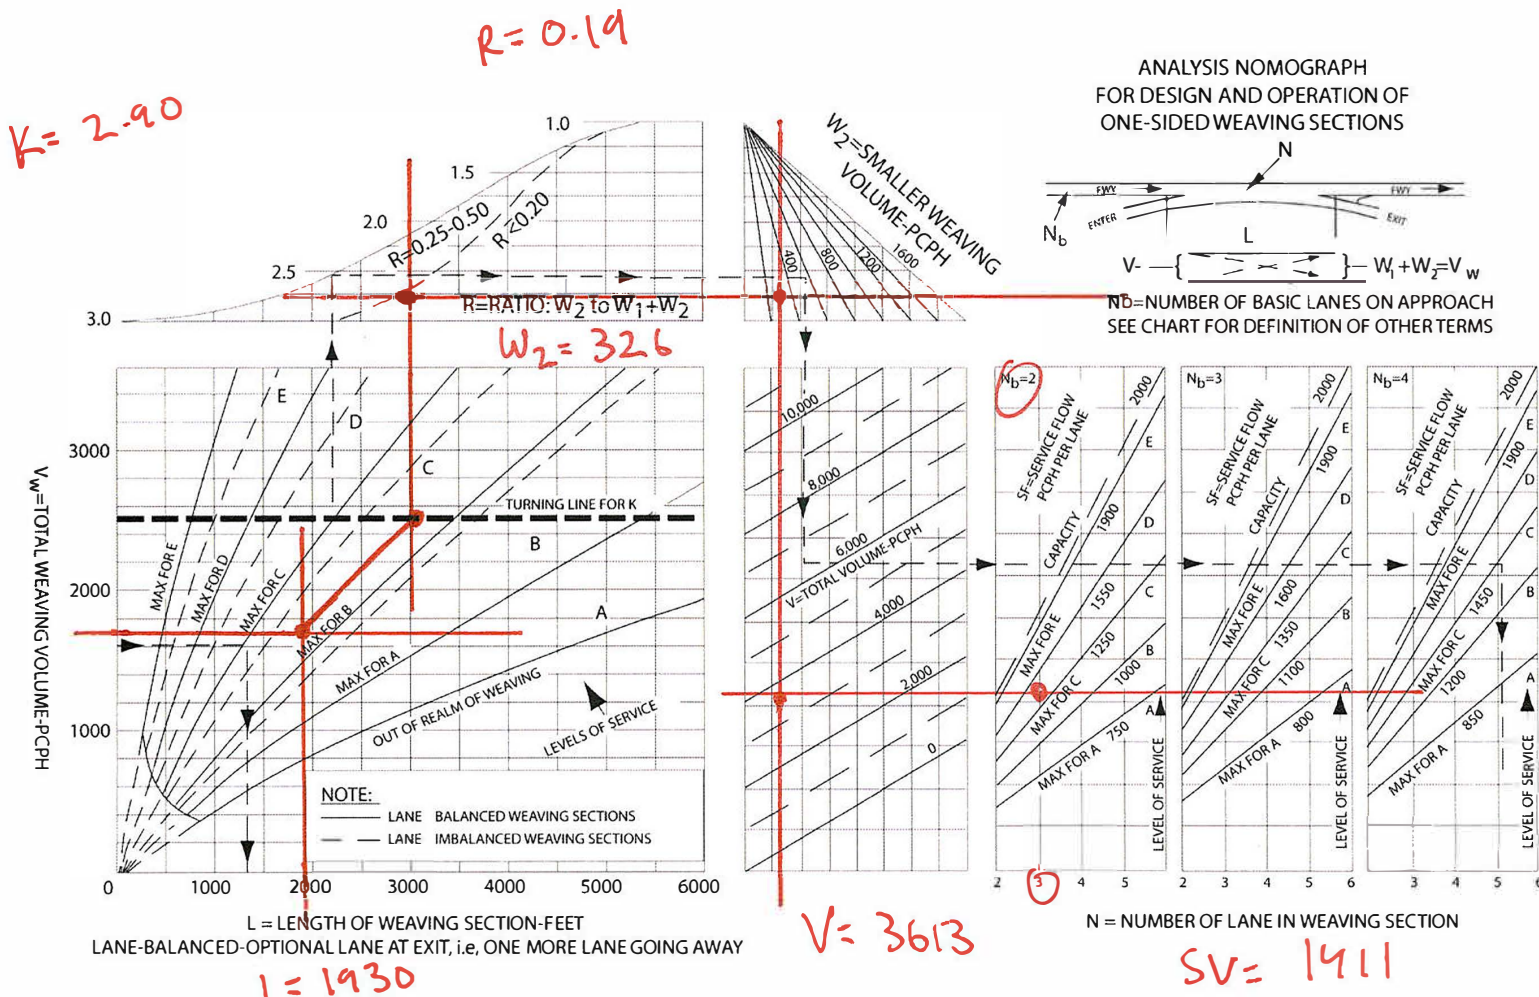 R = 0.19
K = 2.90
ANALYSIS NOMOGRAPH
FOR DESIGN AND OPERATION OF
ONE-SIDED WEAVING SECTIONS
N
FWY
FWY
ENTER
EXIT
Nb
L
V-
W1+W2=VW
Nb=NUMBER OF BASIC LANES ON APPROACH
SEE CHART FOR DEFINITION OF OTHER TERMS
1.0
1.5
2.0
2.5
3.0
R=0.25-0.50
R<0.20
R=RATIO: W2 to W1+W2
W2 = 326
W2=SMALLER WEAVING
VOLUME-PCPH
400
800
1200
1600
VW=TOTAL WEAVING VOLUME-PCPH
3000
2000
1000
0
1000
2000
3000
4000
5000
6000
E
D
C
B
A
TURNING LINE FOR K
MAX FOR E
MAX FOR D
MAX FOR C
MAX FOR B
MAX FOR A
OUT OF REALM OF WEAVING
LEVELS OF SERVICE
NOTE:
LANE BALANCED WEAVING SECTIONS
LANE IMBALANCED WEAVING SECTIONS
L = LENGTH OF WEAVING SECTION-FEET
LANE-BALANCED-OPTIONAL LANE AT EXIT, i.e, ONE MORE LANE GOING AWAY
L = 1930
10,000
8,000
6,000
V=TOTAL VOLUME-PCPH
4,000
2,000
0
V= 3613
Nb=2
SF=SERVICE FLOW
PCPH PER LANE
2000
CAPACITY
1900
E
D
MAX FOR E
1550
C
MAX FOR C
1250
B
1000
A
MAX FOR A
750
LEVEL OF SERVICE
2
3
4
5
Nb=3
SF=SERVICE FLOW
PCPH PER LANE
2000
CAPACITY
1900
E
D
C
MAX FOR E
1600
B
MAX FOR C
1350
1100
A
MAX FOR A
800
LEVEL OF SERVICE
2
3
4
5
6
Nb=4
SF=SERVICE FLOW
PCPH PER LANE
2000
CAPACITY
1900
E
D
C
MAX FOR E
1450
B
MAX FOR C
1200
A
MAX FOR A
850
LEVEL OF SERVICE
3
4
5
6
N = NUMBER OF LANE IN WEAVING SECTION
SV= 1411